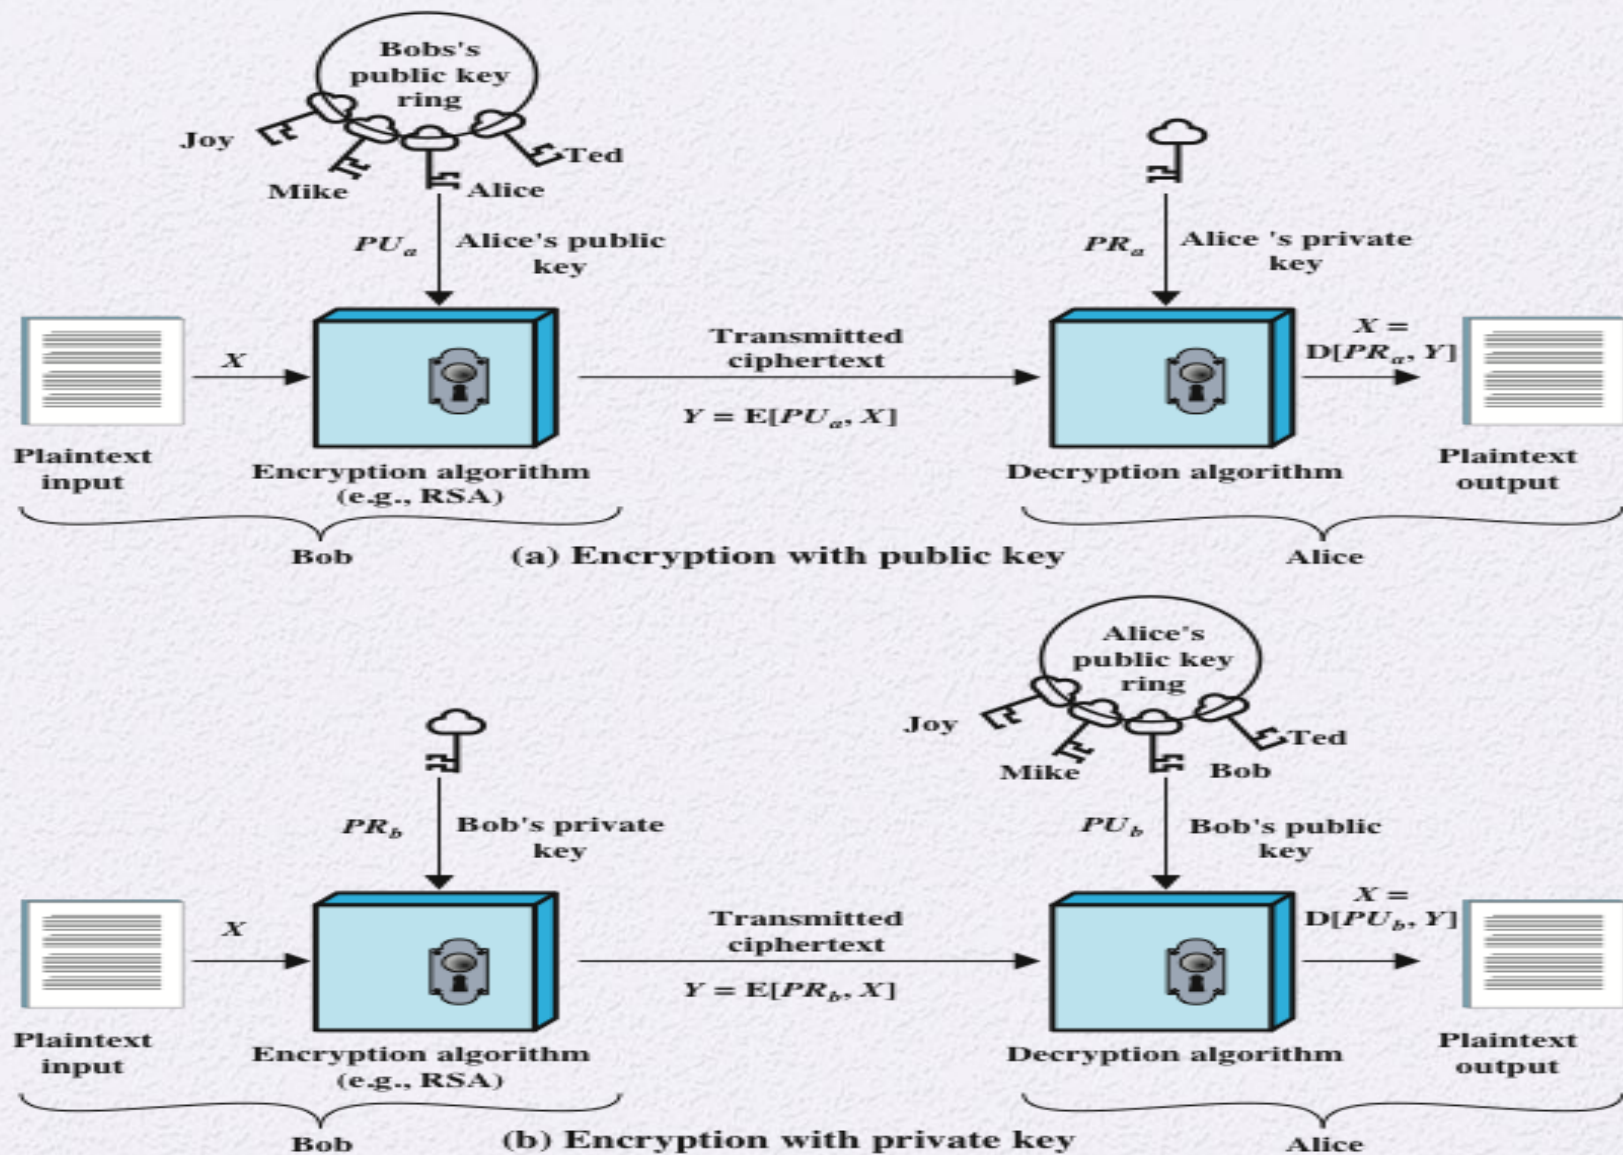 Bobs's
public key
ring
Joy
Ted
Mike
Alice
PUa
Alice's public
key
PRa
Alice 's private
key
X
Transmitted
ciphertext
X =
D[PRa, Y]
Y = E[PUa, X]
Plaintext
input
Encryption algorithm
(e.g., RSA)
Decryption algorithm
Plaintext
output
Bob
(a) Encryption with public key
Alice
Alice's
public key
ring
Joy
Ted
Mike
Bob
PRb
Bob's private
key
PUb
Bob's public
key
X
Transmitted
ciphertext
X =
D[PUb, Y]
Y = E[PRb, X]
Plaintext
input
Encryption algorithm
(e.g., RSA)
Decryption algorithm
Plaintext
output
Bob
(b) Encryption with private key
Alice